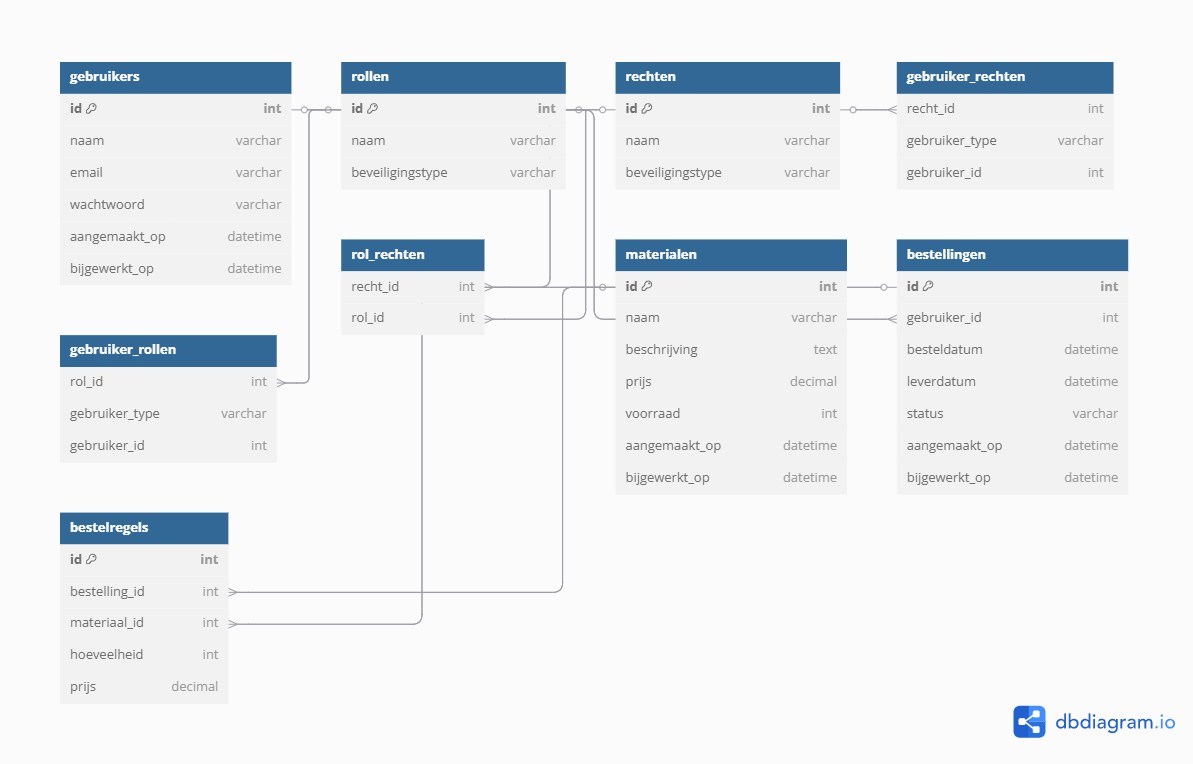 gebruikers
id int
naam varchar
email varchar
wachtwoord varchar
aangemaakt_op datetime
bijgewerkt_op datetime
rollen
id int
naam varchar
beveiligingstype varchar
rechten
id int
naam varchar
beveiligingstype varchar
gebruiker_rechten
recht_id int
gebruiker_type varchar
gebruiker_id int
rol_rechten
recht_id int
rol_id int
materialen
id int
naam varchar
beschrijving text
prijs decimal
voorraad int
aangemaakt_op datetime
bijgewerkt_op datetime
bestellingen
id int
gebruiker_id int
besteldatum datetime
leverdatum datetime
status varchar
aangemaakt_op datetime
bijgewerkt_op datetime
gebruiker_rollen
rol_id int
gebruiker_type varchar
gebruiker_id int
bestelregels
id int
bestelling_id int
materiaal_id int
hoeveelheid int
prijs decimal
dbdiagram.io